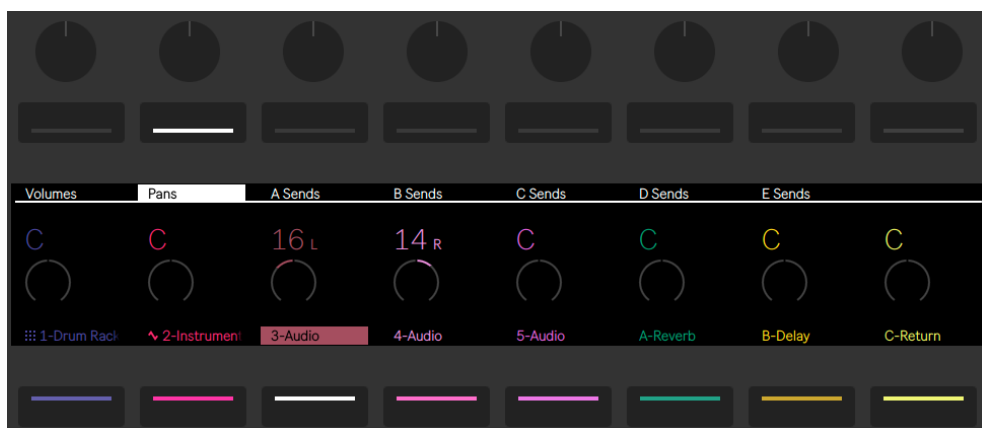 Volumes Pans A Sends B Sends C Sends D Sends E Sends
C C 16 L 14 R C C C C
1-Drum Rack 2-Instrument 3-Audio 4-Audio 5-Audio A-Reverb B-Delay C-Return